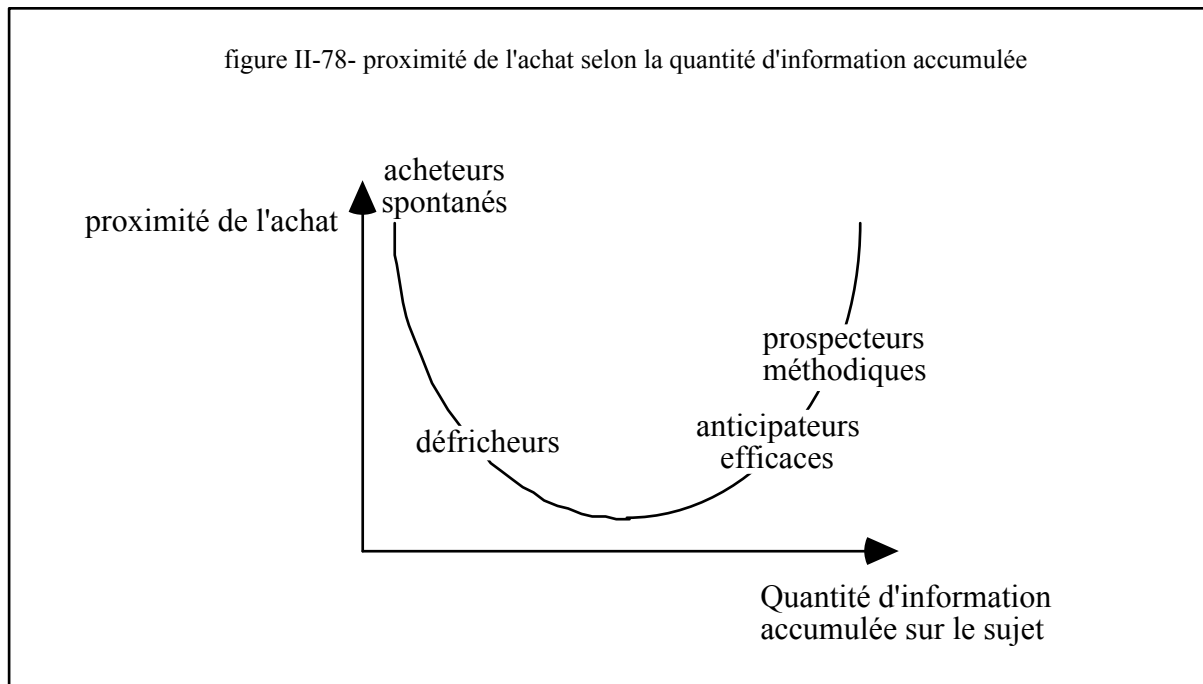 figure II-78- proximité de l'achat selon la quantité d'information accumulée
acheteurs
spontanés
proximité de l'achat
prospecteurs
méthodiques
anticipateurs
efficaces
défricheurs
Quantité d'information
accumulée sur le sujet